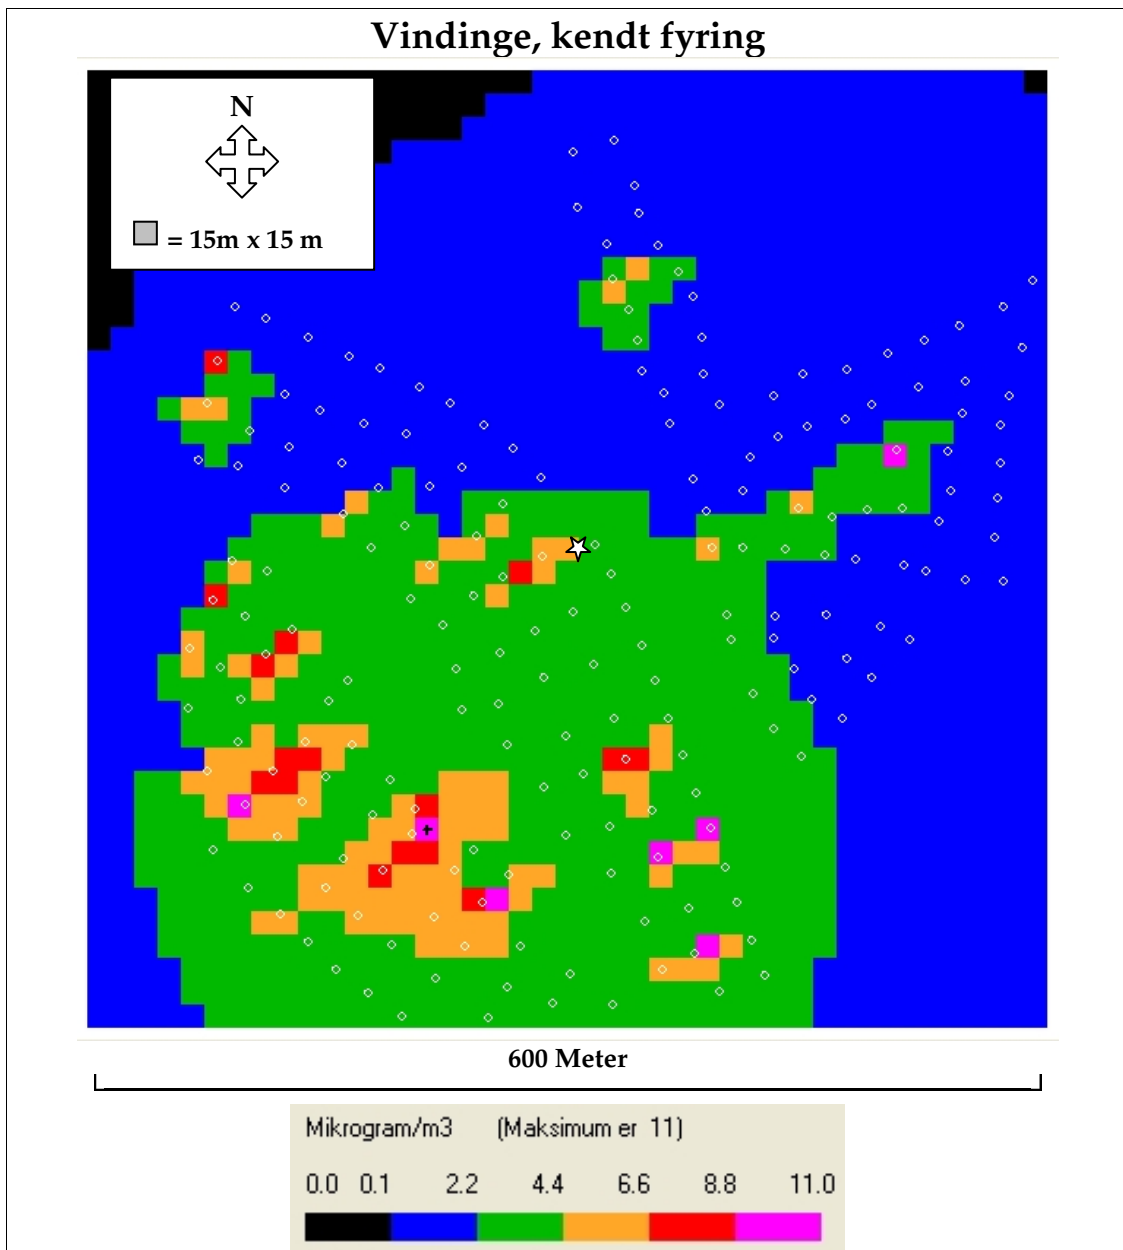 Vindinge, kendt fyring
N
= 15m x 15 m
600 Meter
Mikrogram/m3 (Maksimum er 11)
0.0 0.1 2.2 4.4 6.6 8.8 11.0